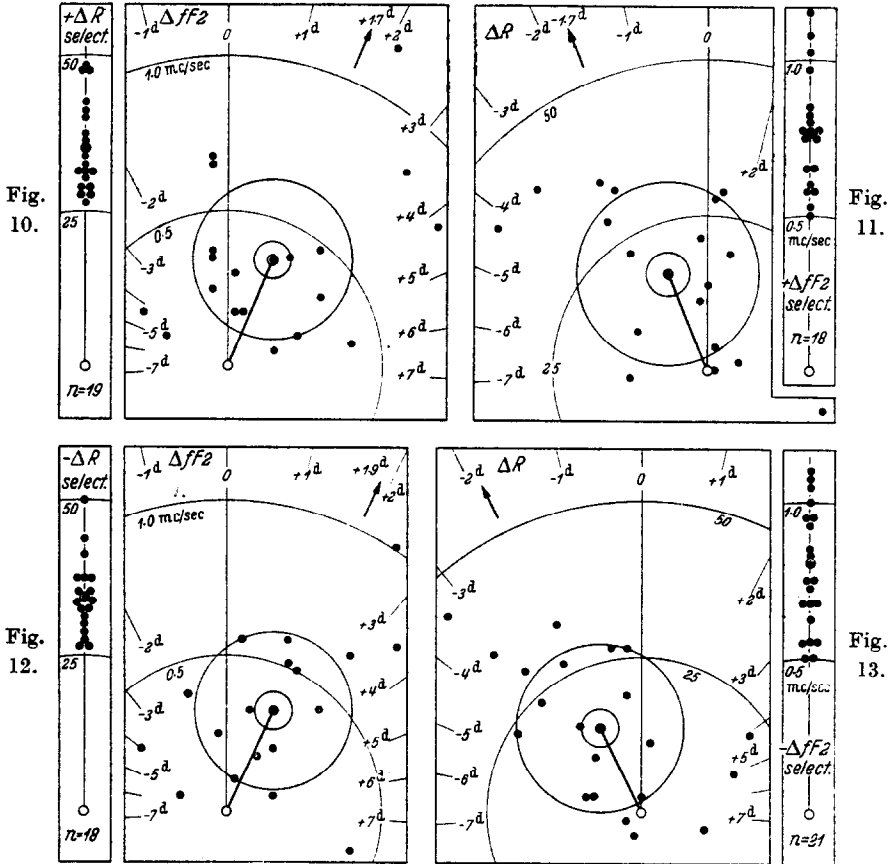 Fig.
10.
+ΔR
select.
50
25
n=19
ΔfF2
-1d
0
+1d
+1.7d
+2d
1.0 mc/sec
+3d
-2d
0.5
+4d
-3d
+5d
-5d
+6d
-7d
+7d
Fig.
11.
ΔR
-2d
-1.7d
-1d
0
-3d
50
+2d
-4d
-5d
-6d
25
-7d
1.0
0.5
mc/sec
+ΔfF2
select.
n=18
Fig.
12.
-ΔR
select.
50
25
n=18
ΔfF2
-1d
0
+1d
+1.9d
+2d
1.0 mc/sec
+3d
-2d
0.5
+4d
-3d
+5d
-5d
+6d
-7d
+7d
Fig.
13.
ΔR
-2d
-1d
0
+1d
50
-3d
+2d
-4d
25
+3d
-5d
+5d
-6d
-7d
+7d
1.0
0.5
mc/sec
-ΔfF2
select.
n=21